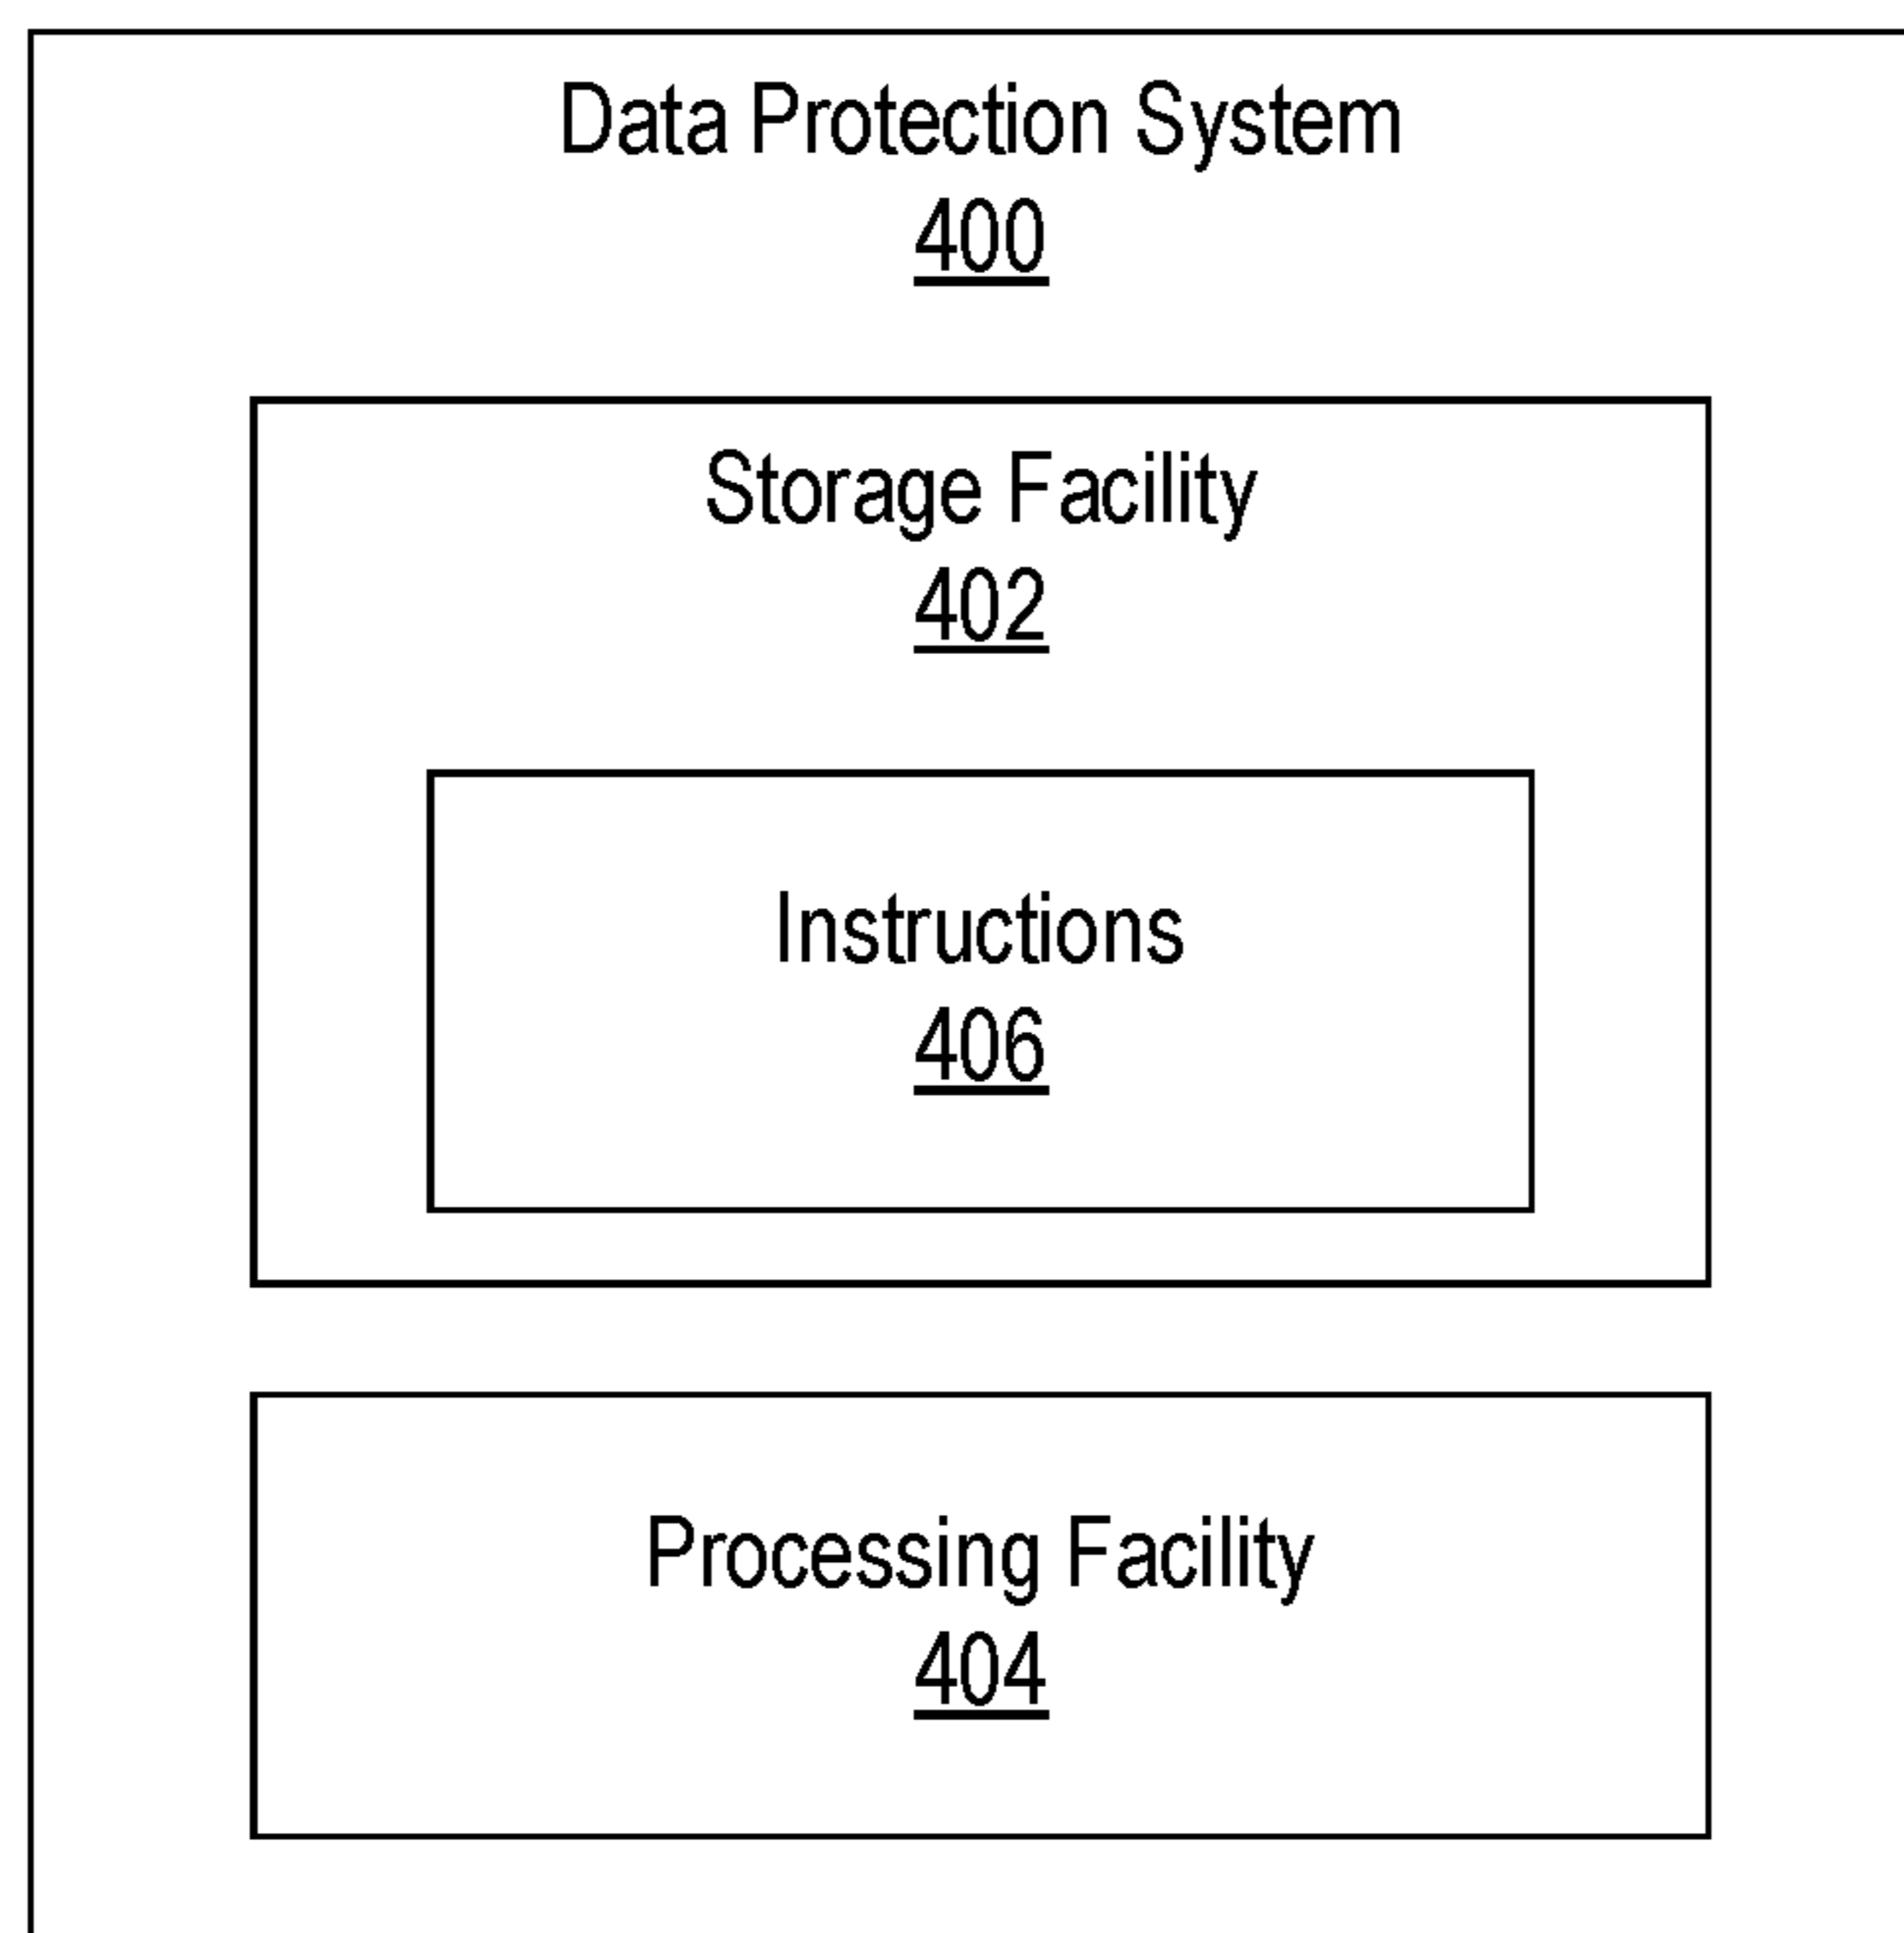 Data Protection System
400
Storage Facility
402
Instructions
406
Processing Facility
404